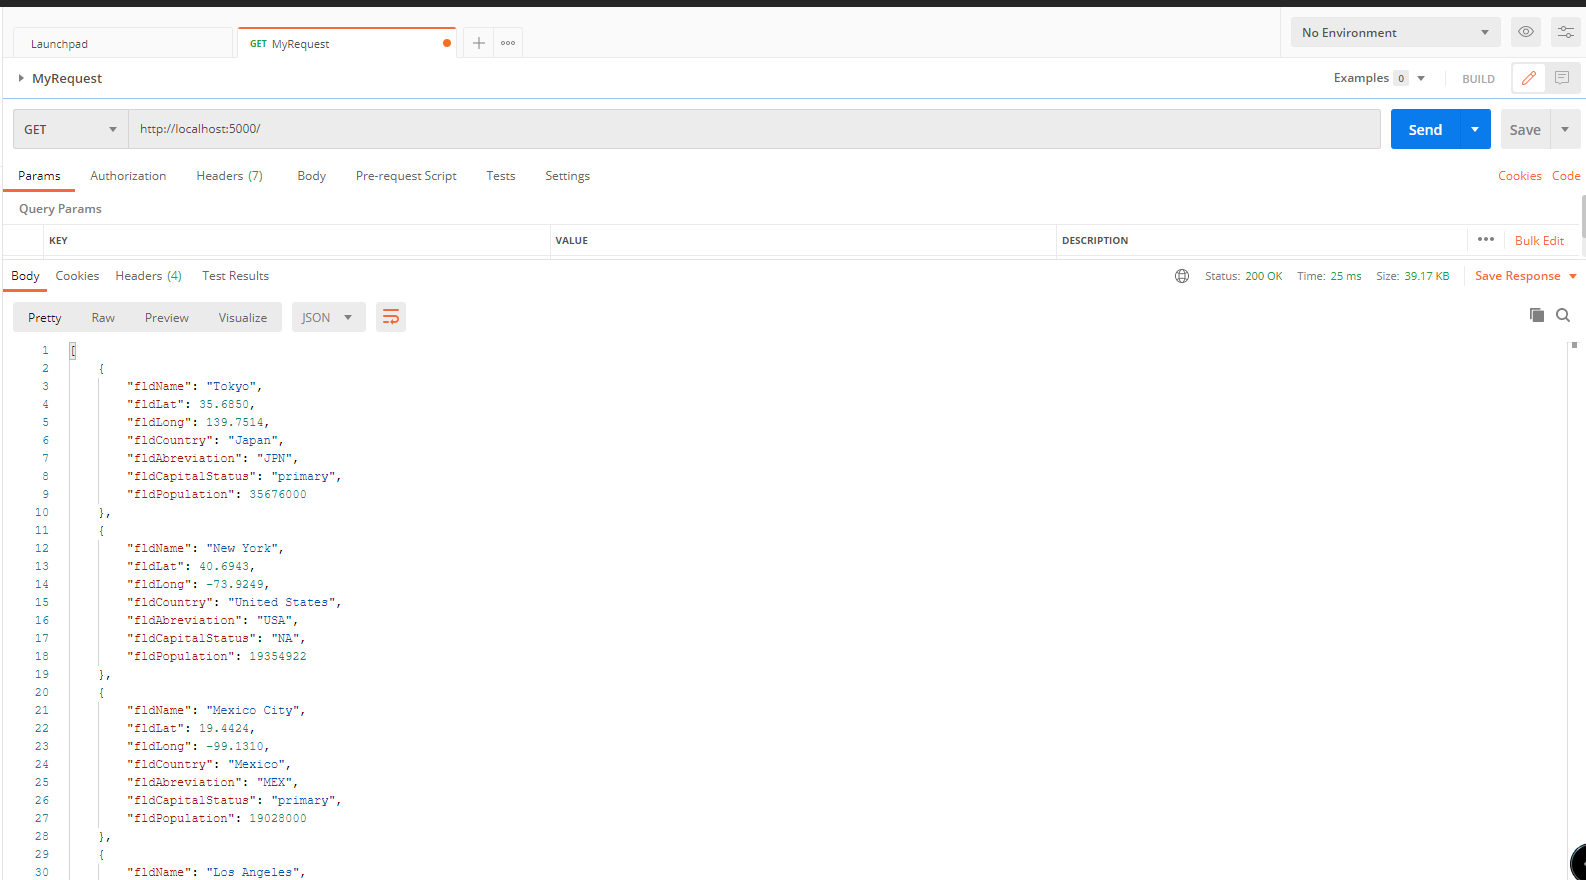 Launchpad
GET MyRequest
No Environment
MyRequest
Examples 0
BUILD
GET
http://localhost:5000/
Send
Save
Params Authorization Headers (7) Body Pre-request Script Tests Settings
Cookies Code
Query Params
KEY VALUE DESCRIPTION
Bulk Edit
Body Cookies Headers (4) Test Results
Status: 200 OK Time: 25 ms Size: 39.17 KB
Save Response
Pretty Raw Preview Visualize JSON
1 [
2 {
3 "fldName": "Tokyo",
4 "fldLat": 35.6850,
5 "fldLong": 139.7514,
6 "fldCountry": "Japan",
7 "fldAbreviation": "JPN",
8 "fldCapitalStatus": "primary",
9 "fldPopulation": 35676000
10 },
11 {
12 "fldName": "New York",
13 "fldLat": 40.6943,
14 "fldLong": -73.9249,
15 "fldCountry": "United States",
16 "fldAbreviation": "USA",
17 "fldCapitalStatus": "NA",
18 "fldPopulation": 19354922
19 },
20 {
21 "fldName": "Mexico City",
22 "fldLat": 19.4424,
23 "fldLong": -99.1310,
24 "fldCountry": "Mexico",
25 "fldAbreviation": "MEX",
26 "fldCapitalStatus": "primary",
27 "fldPopulation": 19028000
28 },
29 {
30 "fldName": "Los Angeles",